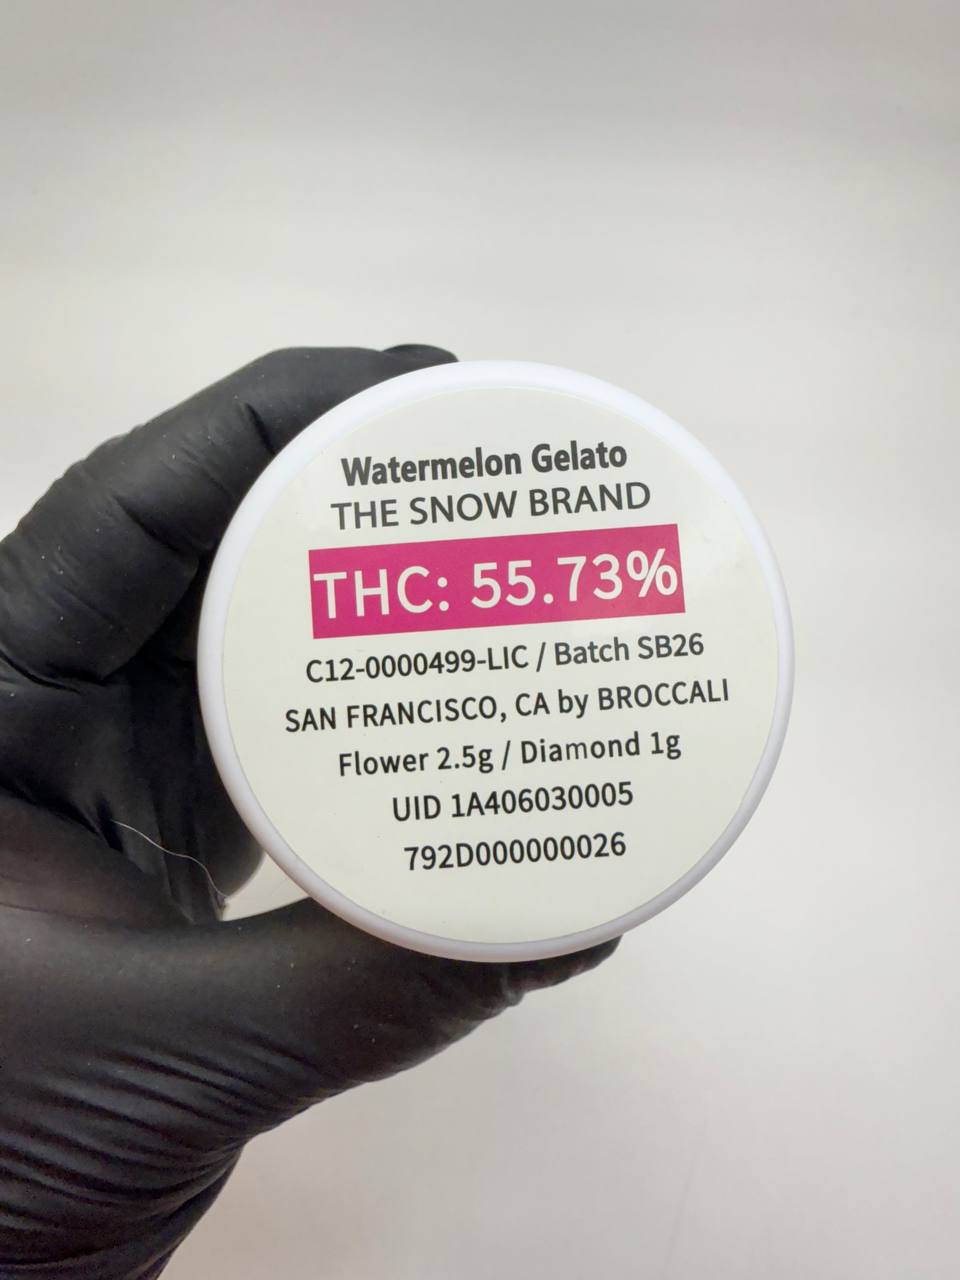 Watermelon Gelato
THE SNOW BRAND
THC: 55.73%
C12-0000499-LIC / Batch SB26
SAN FRANCISCO, CA by BROCCALI
Flower 2.5g / Diamond 1g
UID 1A406030005
792D000000026